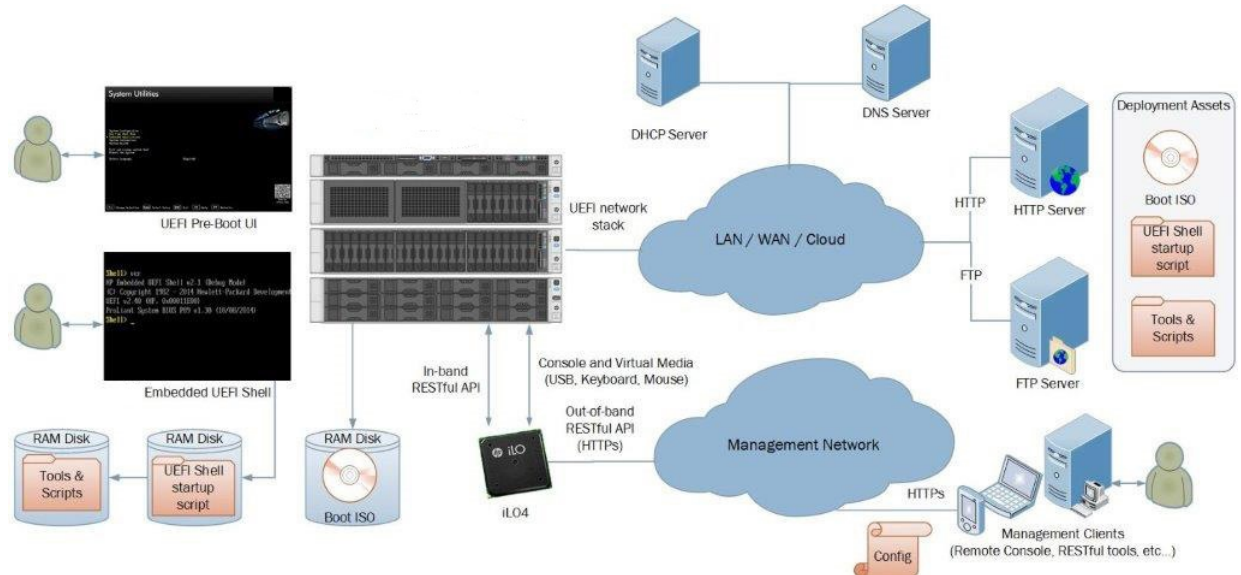 System Utilities
UEFI Pre-Boot UI
Shell> ver
HP Embedded UEFI Shell v2.1 (Debug Mode)
(C) Copyright 1982 - 2014 Hewlett-Packard Development
UEFI v2.40 (HP, 0x00011E00)
ProLiant System BIOS P89 v1.30 (10/06/2014)
Shell> _
Embedded UEFI Shell
RAM Disk
Tools &
Scripts
RAM Disk
UEFI Shell
startup
script
RAM Disk
Boot ISO
In-band
RESTful API
Console and Virtual Media
(USB, Keyboard, Mouse)
Out-of-band
RESTful API
(HTTPs)
hp iLO
iLO4
UEFI network
stack
DHCP Server
DNS Server
LAN / WAN / Cloud
HTTP
HTTP Server
FTP
FTP Server
Deployment Assets
Boot ISO
UEFI Shell
startup
script
Tools &
Scripts
Management Network
HTTPs
Config
Management Clients
(Remote Console, RESTful tools, etc...)